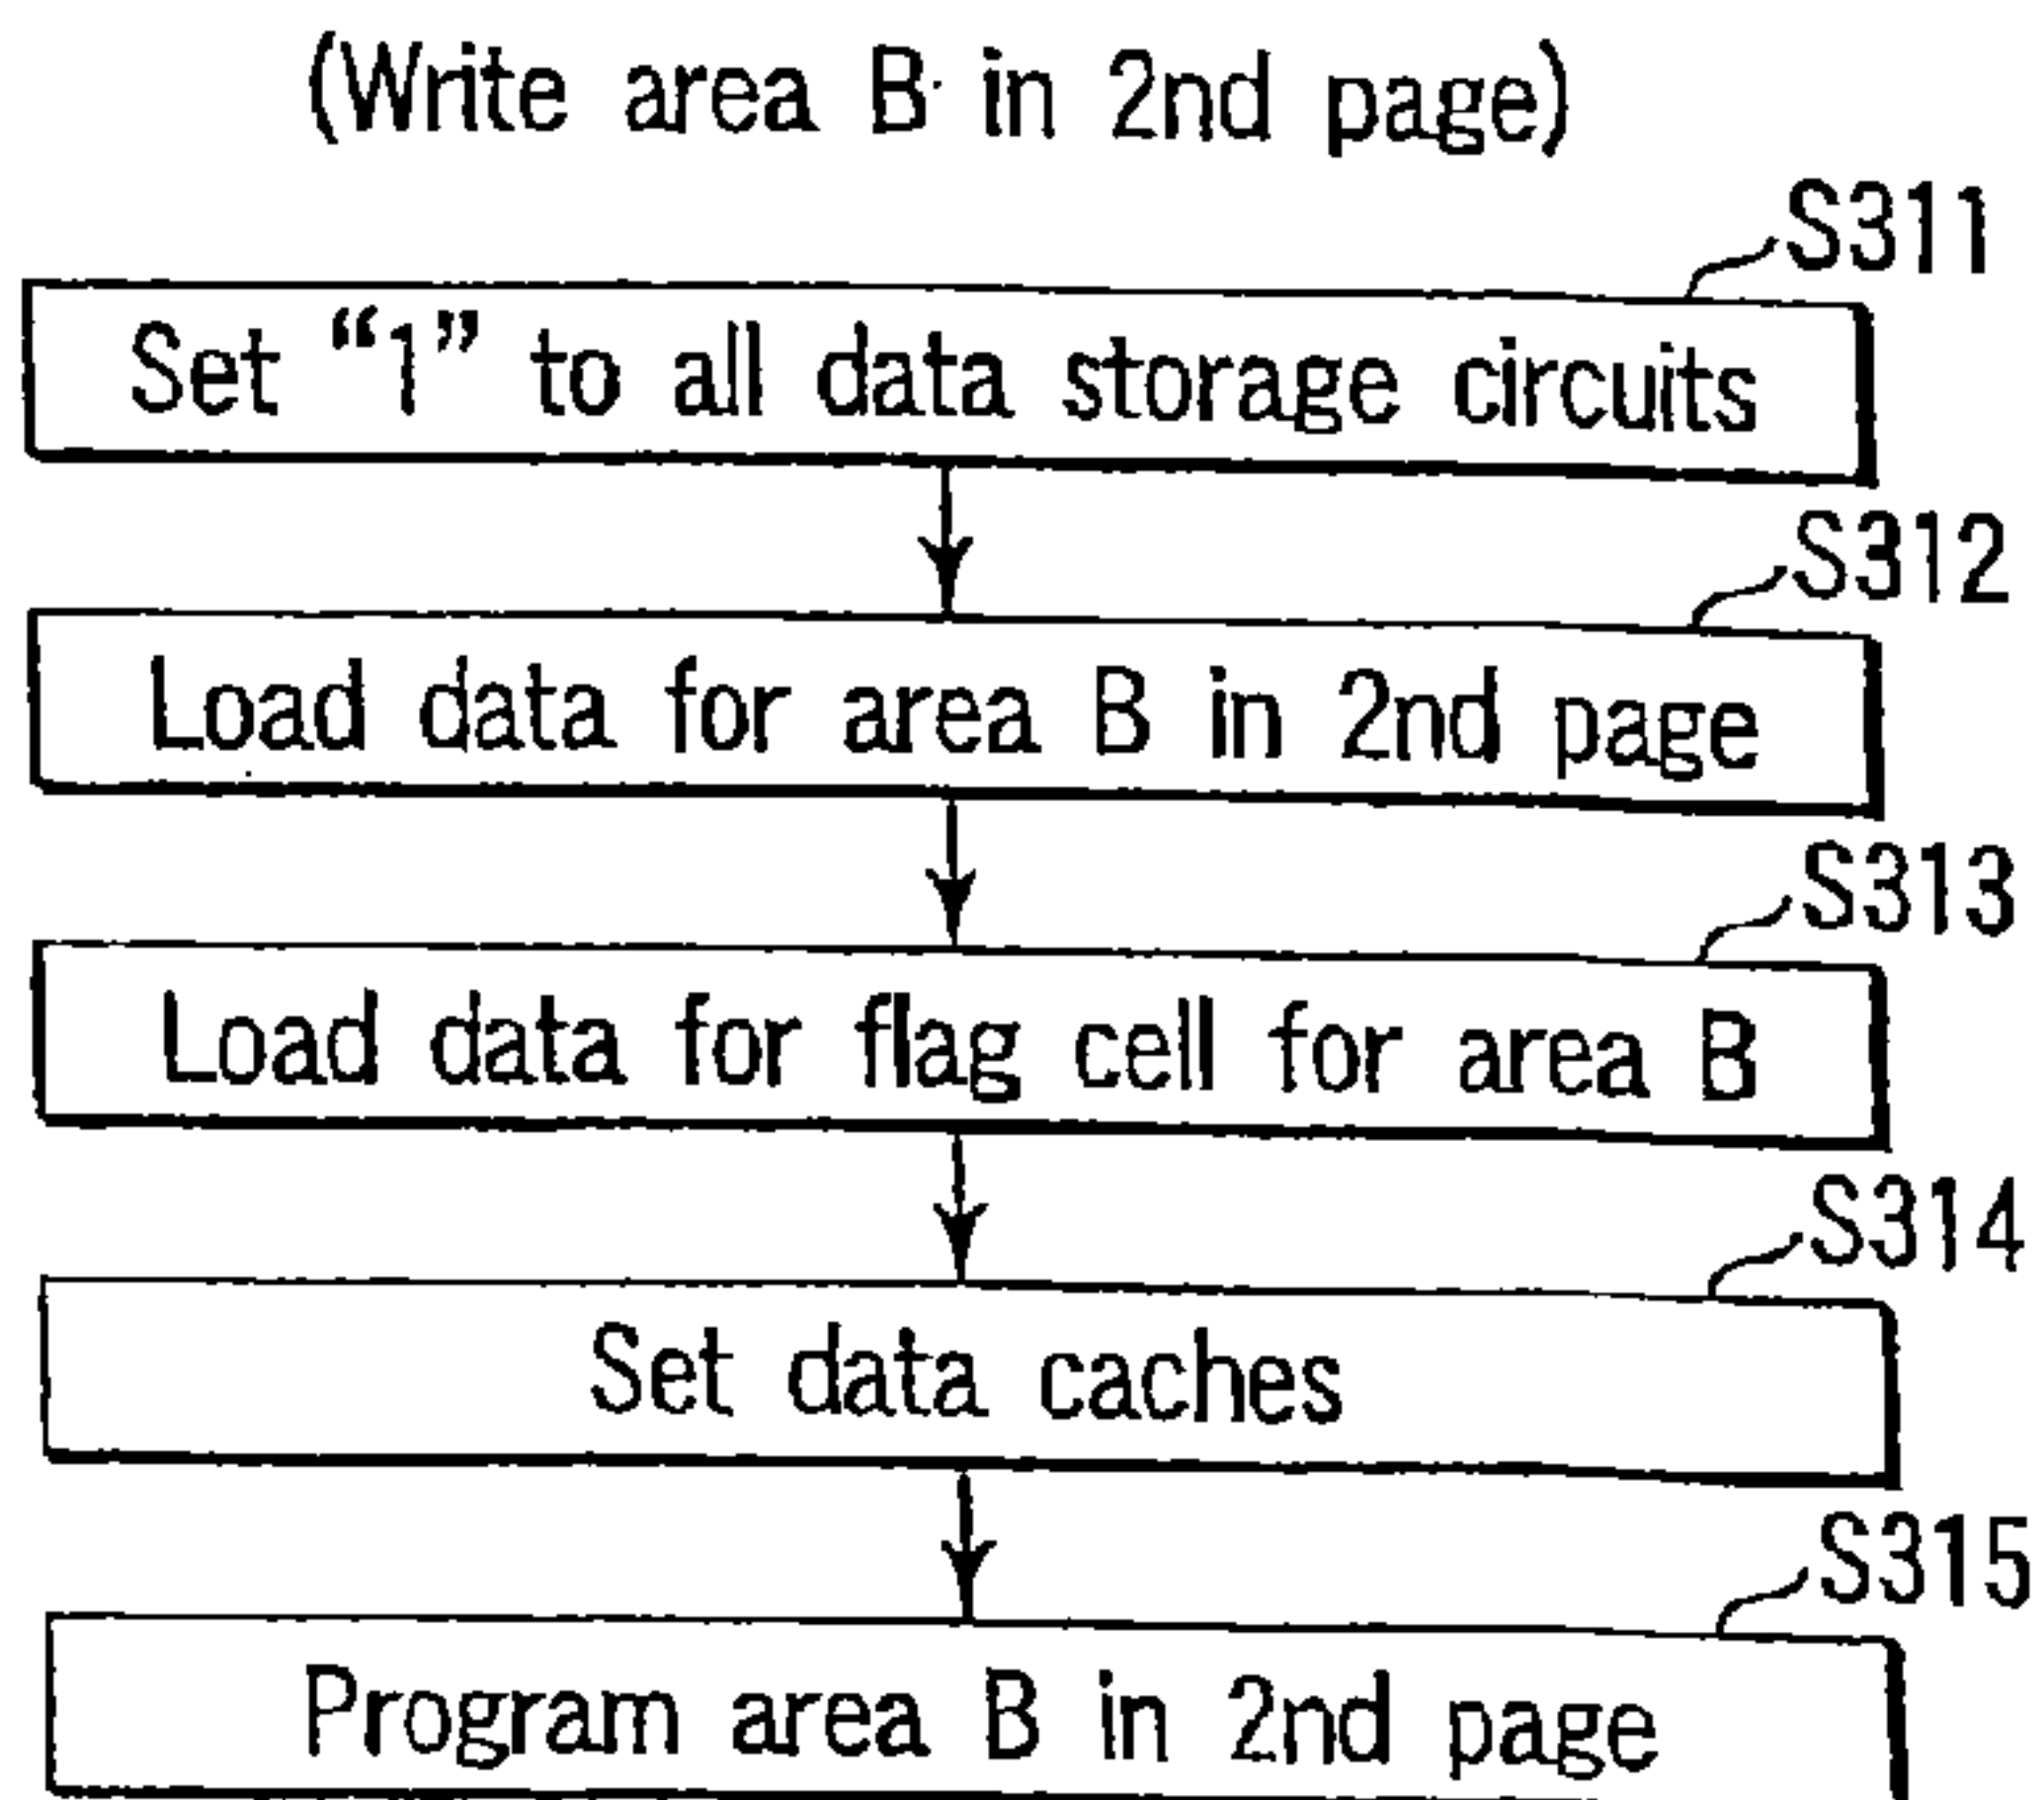 (Write area B in 2nd page)
S311
Set “1” to all data storage circuits
S312
Load data for area B in 2nd page
S313
Load data for flag cell for area B
S314
Set data caches
S315
Program area B in 2nd page